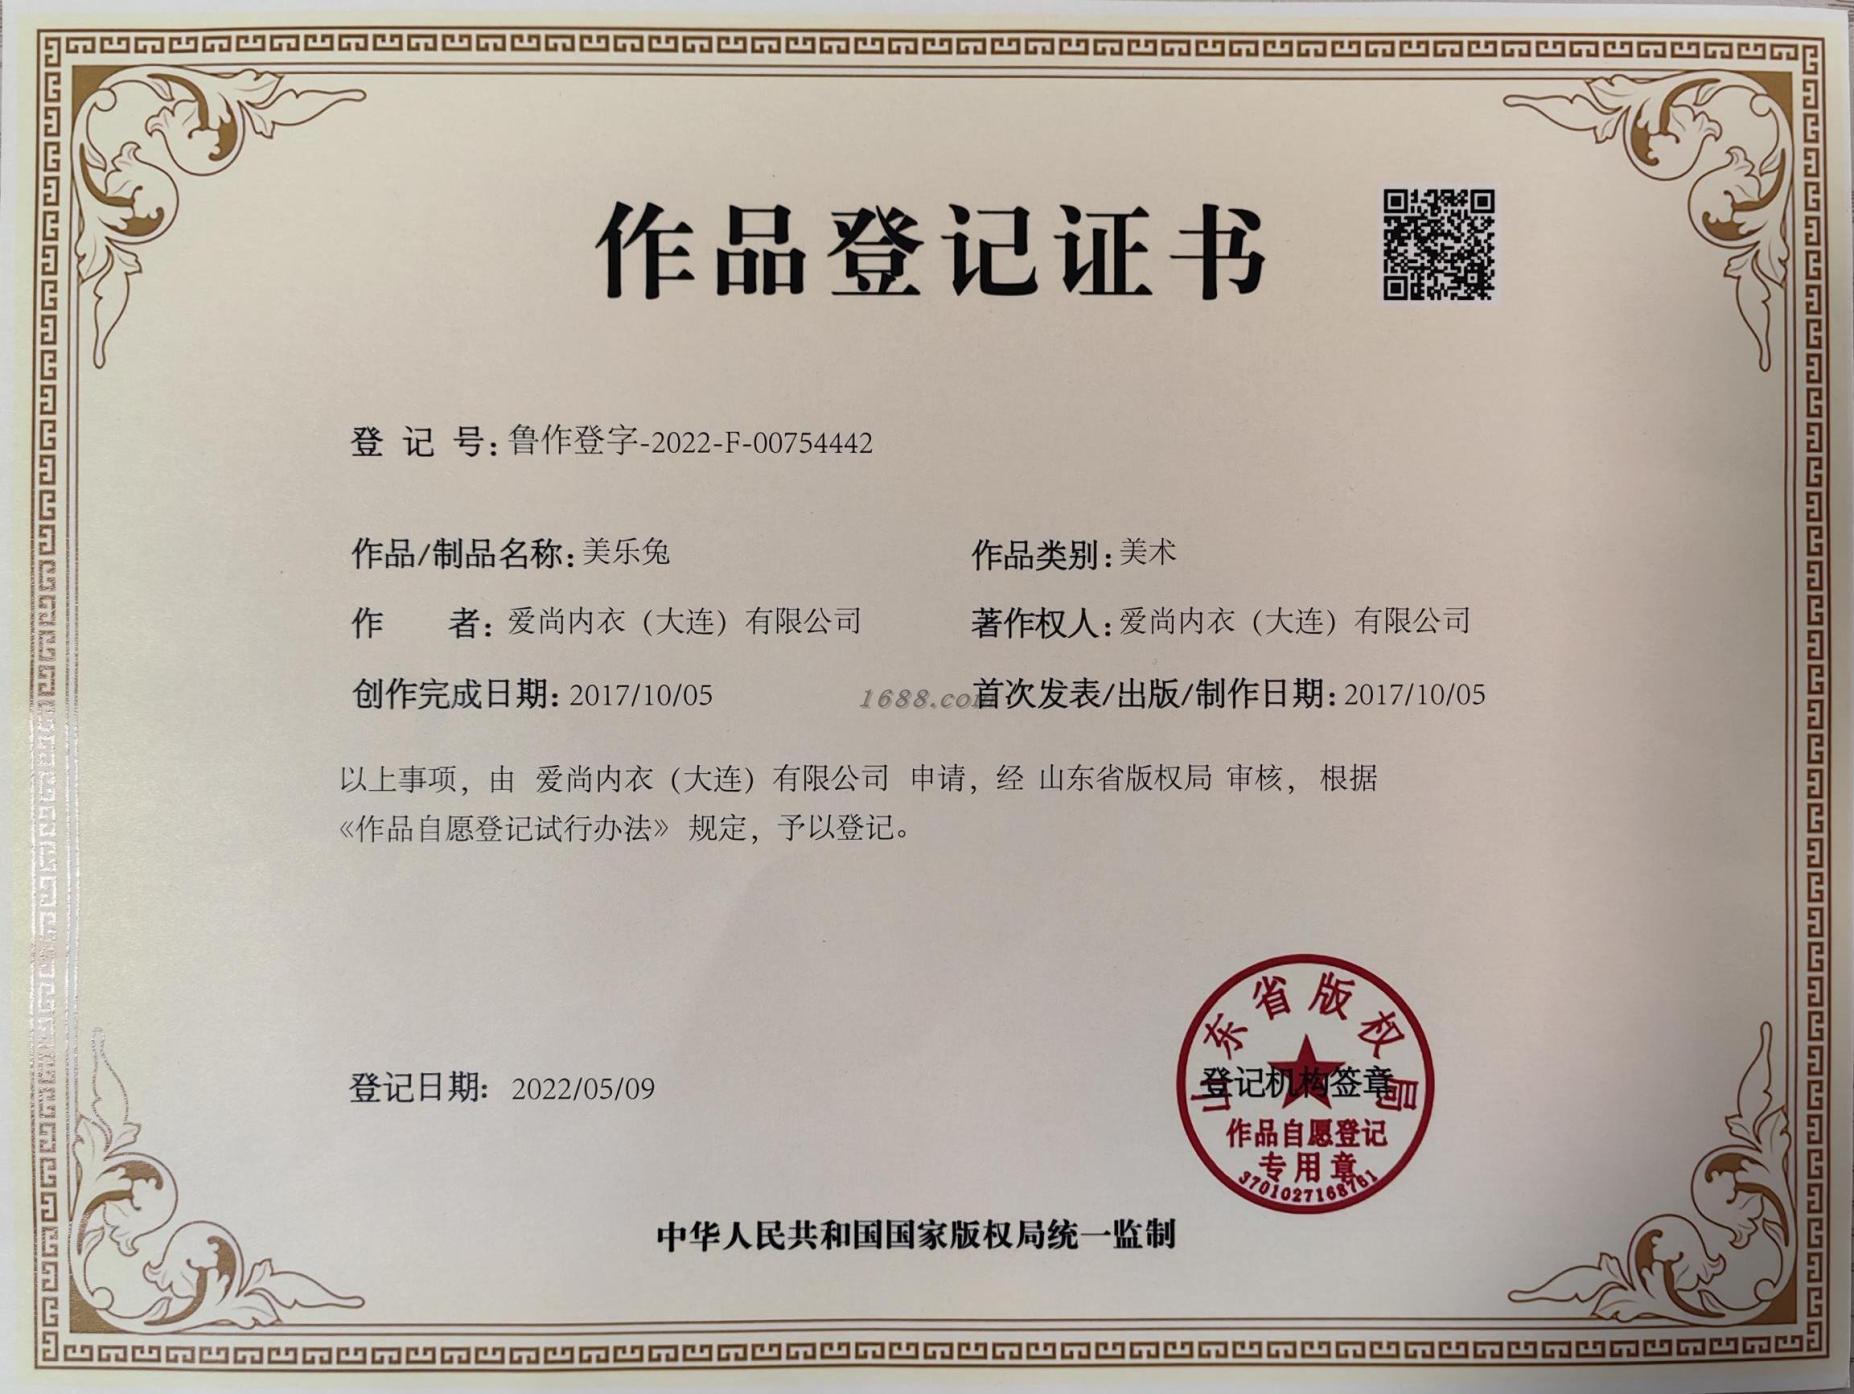 作品登记证书
登 记 号：鲁作登字-2022-F-00754442
作品/制品名称：美乐兔 作品类别：美术
作 者：爱尚内衣（大连）有限公司 著作权人：爱尚内衣（大连）有限公司
创作完成日期：2017/10/05 首次发表/出版/制作日期：2017/10/05
1688.com
以上事项，由 爱尚内衣（大连）有限公司 申请，经 山东省版权局 审核，根据
《作品自愿登记试行办法》 规定，予以登记。
山东省版权局
登记日期：2022/05/09 登记机构签章
作品自愿登记
专用章
3701027168761
中华人民共和国国家版权局统一监制